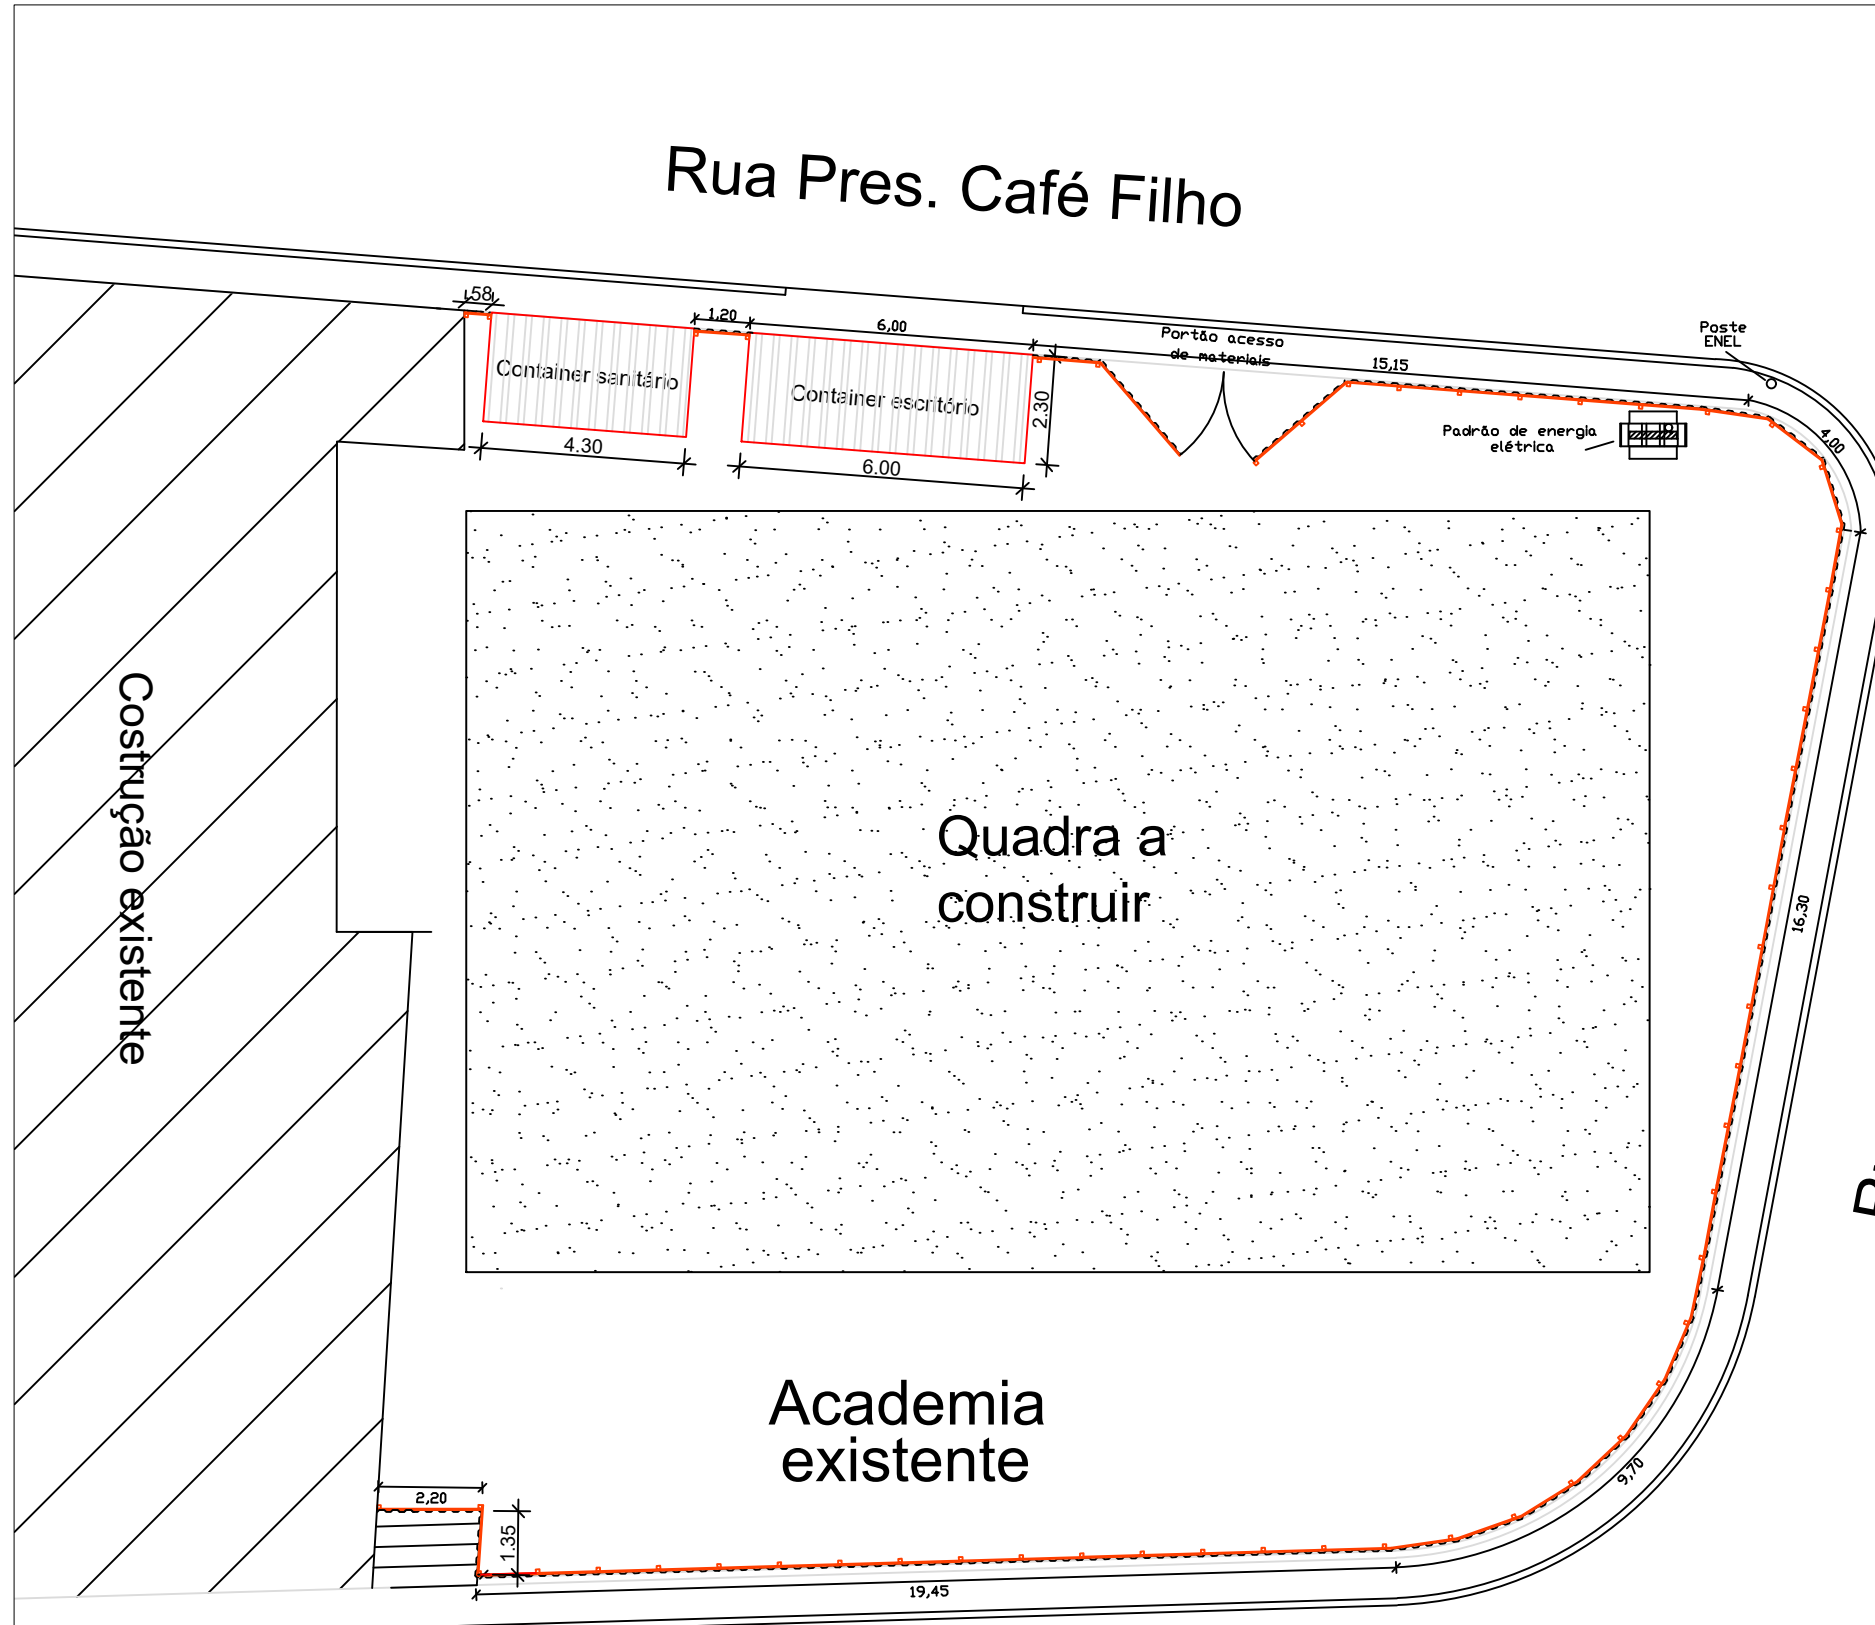 Rua Pres. Café Filho
,58
1,20
6,00
Portão acesso
de materiais
15,15
Poste
ENEL
Container sanitário
Container escritório
2.30
4.30
6.00
Padrão de energia
elétrica
4,00
Costrução existente
Quadra a
construir
16,30
Academia
existente
2,20
1.35
9,70
19,45